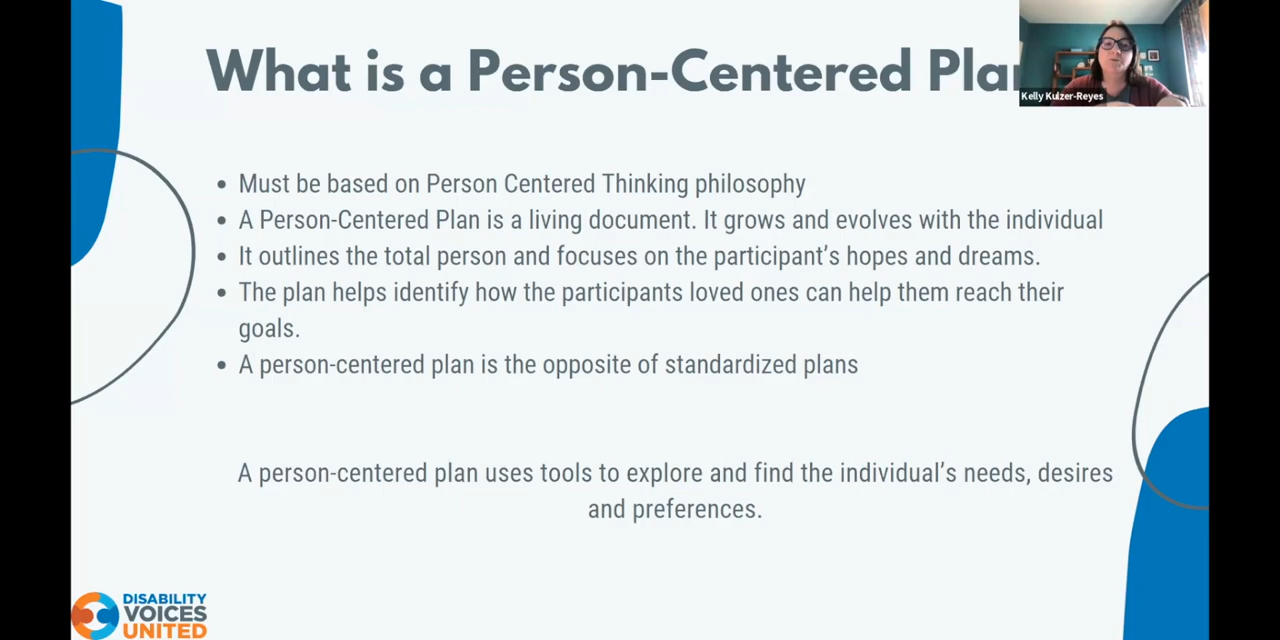 What is a Person-Centered Plan
Kelly Kulzer-Reyes
• Must be based on Person Centered Thinking philosophy
• A Person-Centered Plan is a living document. It grows and evolves with the individual
• It outlines the total person and focuses on the participant’s hopes and dreams.
• The plan helps identify how the participants loved ones can help them reach their
goals.
• A person-centered plan is the opposite of standardized plans
A person-centered plan uses tools to explore and find the individual’s needs, desires
and preferences.
DISABILITY
VOICES
UNITED